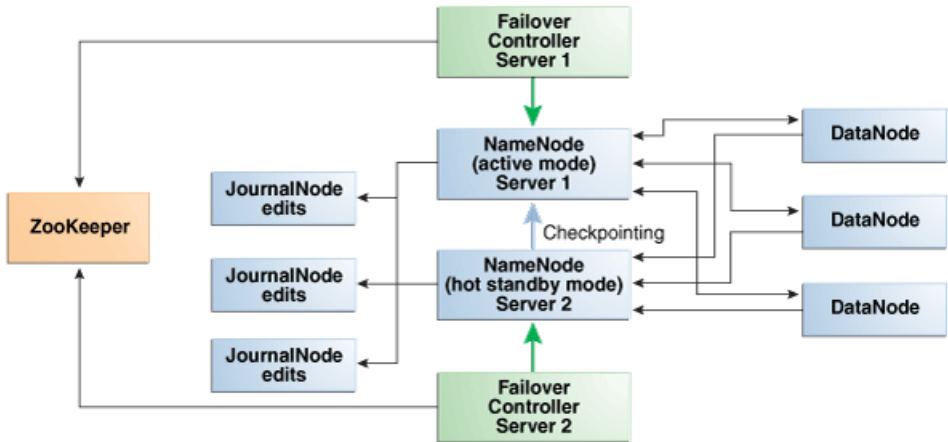 Failover
Controller
Server 1
NameNode
(active mode)
Server 1
DataNode
JournalNode
edits
ZooKeeper
DataNode
Checkpointing
NameNode
(hot standby mode)
Server 2
JournalNode
edits
DataNode
JournalNode
edits
Failover
Controller
Server 2